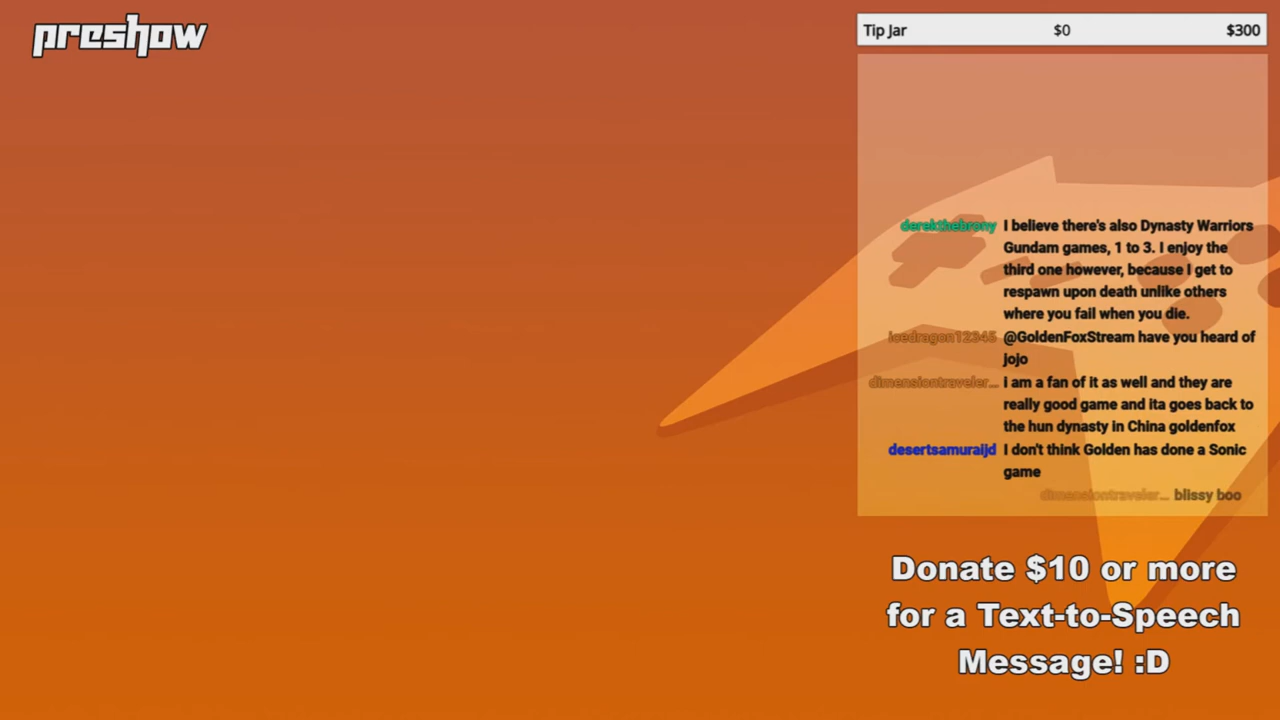 preshow
Tip Jar $0 $300
derekthebrony I believe there's also Dynasty Warriors
Gundam games, 1 to 3. I enjoy the
third one however, because I get to
respawn upon death unlike others
where you fail when you die.
icedragon12345 @GoldenFoxStream have you heard of
jojo
dimensiontraveler... i am a fan of it as well and they are
really good game and ita goes back to
the hun dynasty in China goldenfox
desertsamuraijd I don't think Golden has done a Sonic
game
dimensiontraveler... blissy boo
Donate $10 or more
for a Text-to-Speech
Message! :D